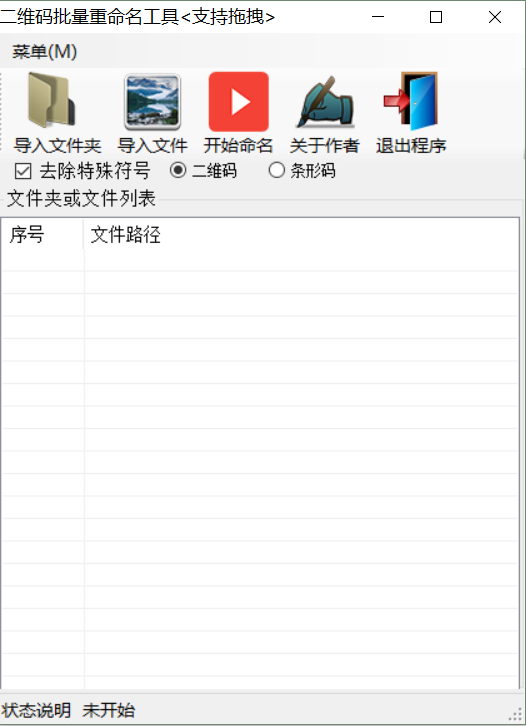 二维码批量重命名工具<支持拖拽>
菜单(M)
导入文件夹 导入文件 开始命名 关于作者 退出程序
去除特殊符号 二维码 条形码
文件夹或文件列表
序号 文件路径
状态说明 未开始